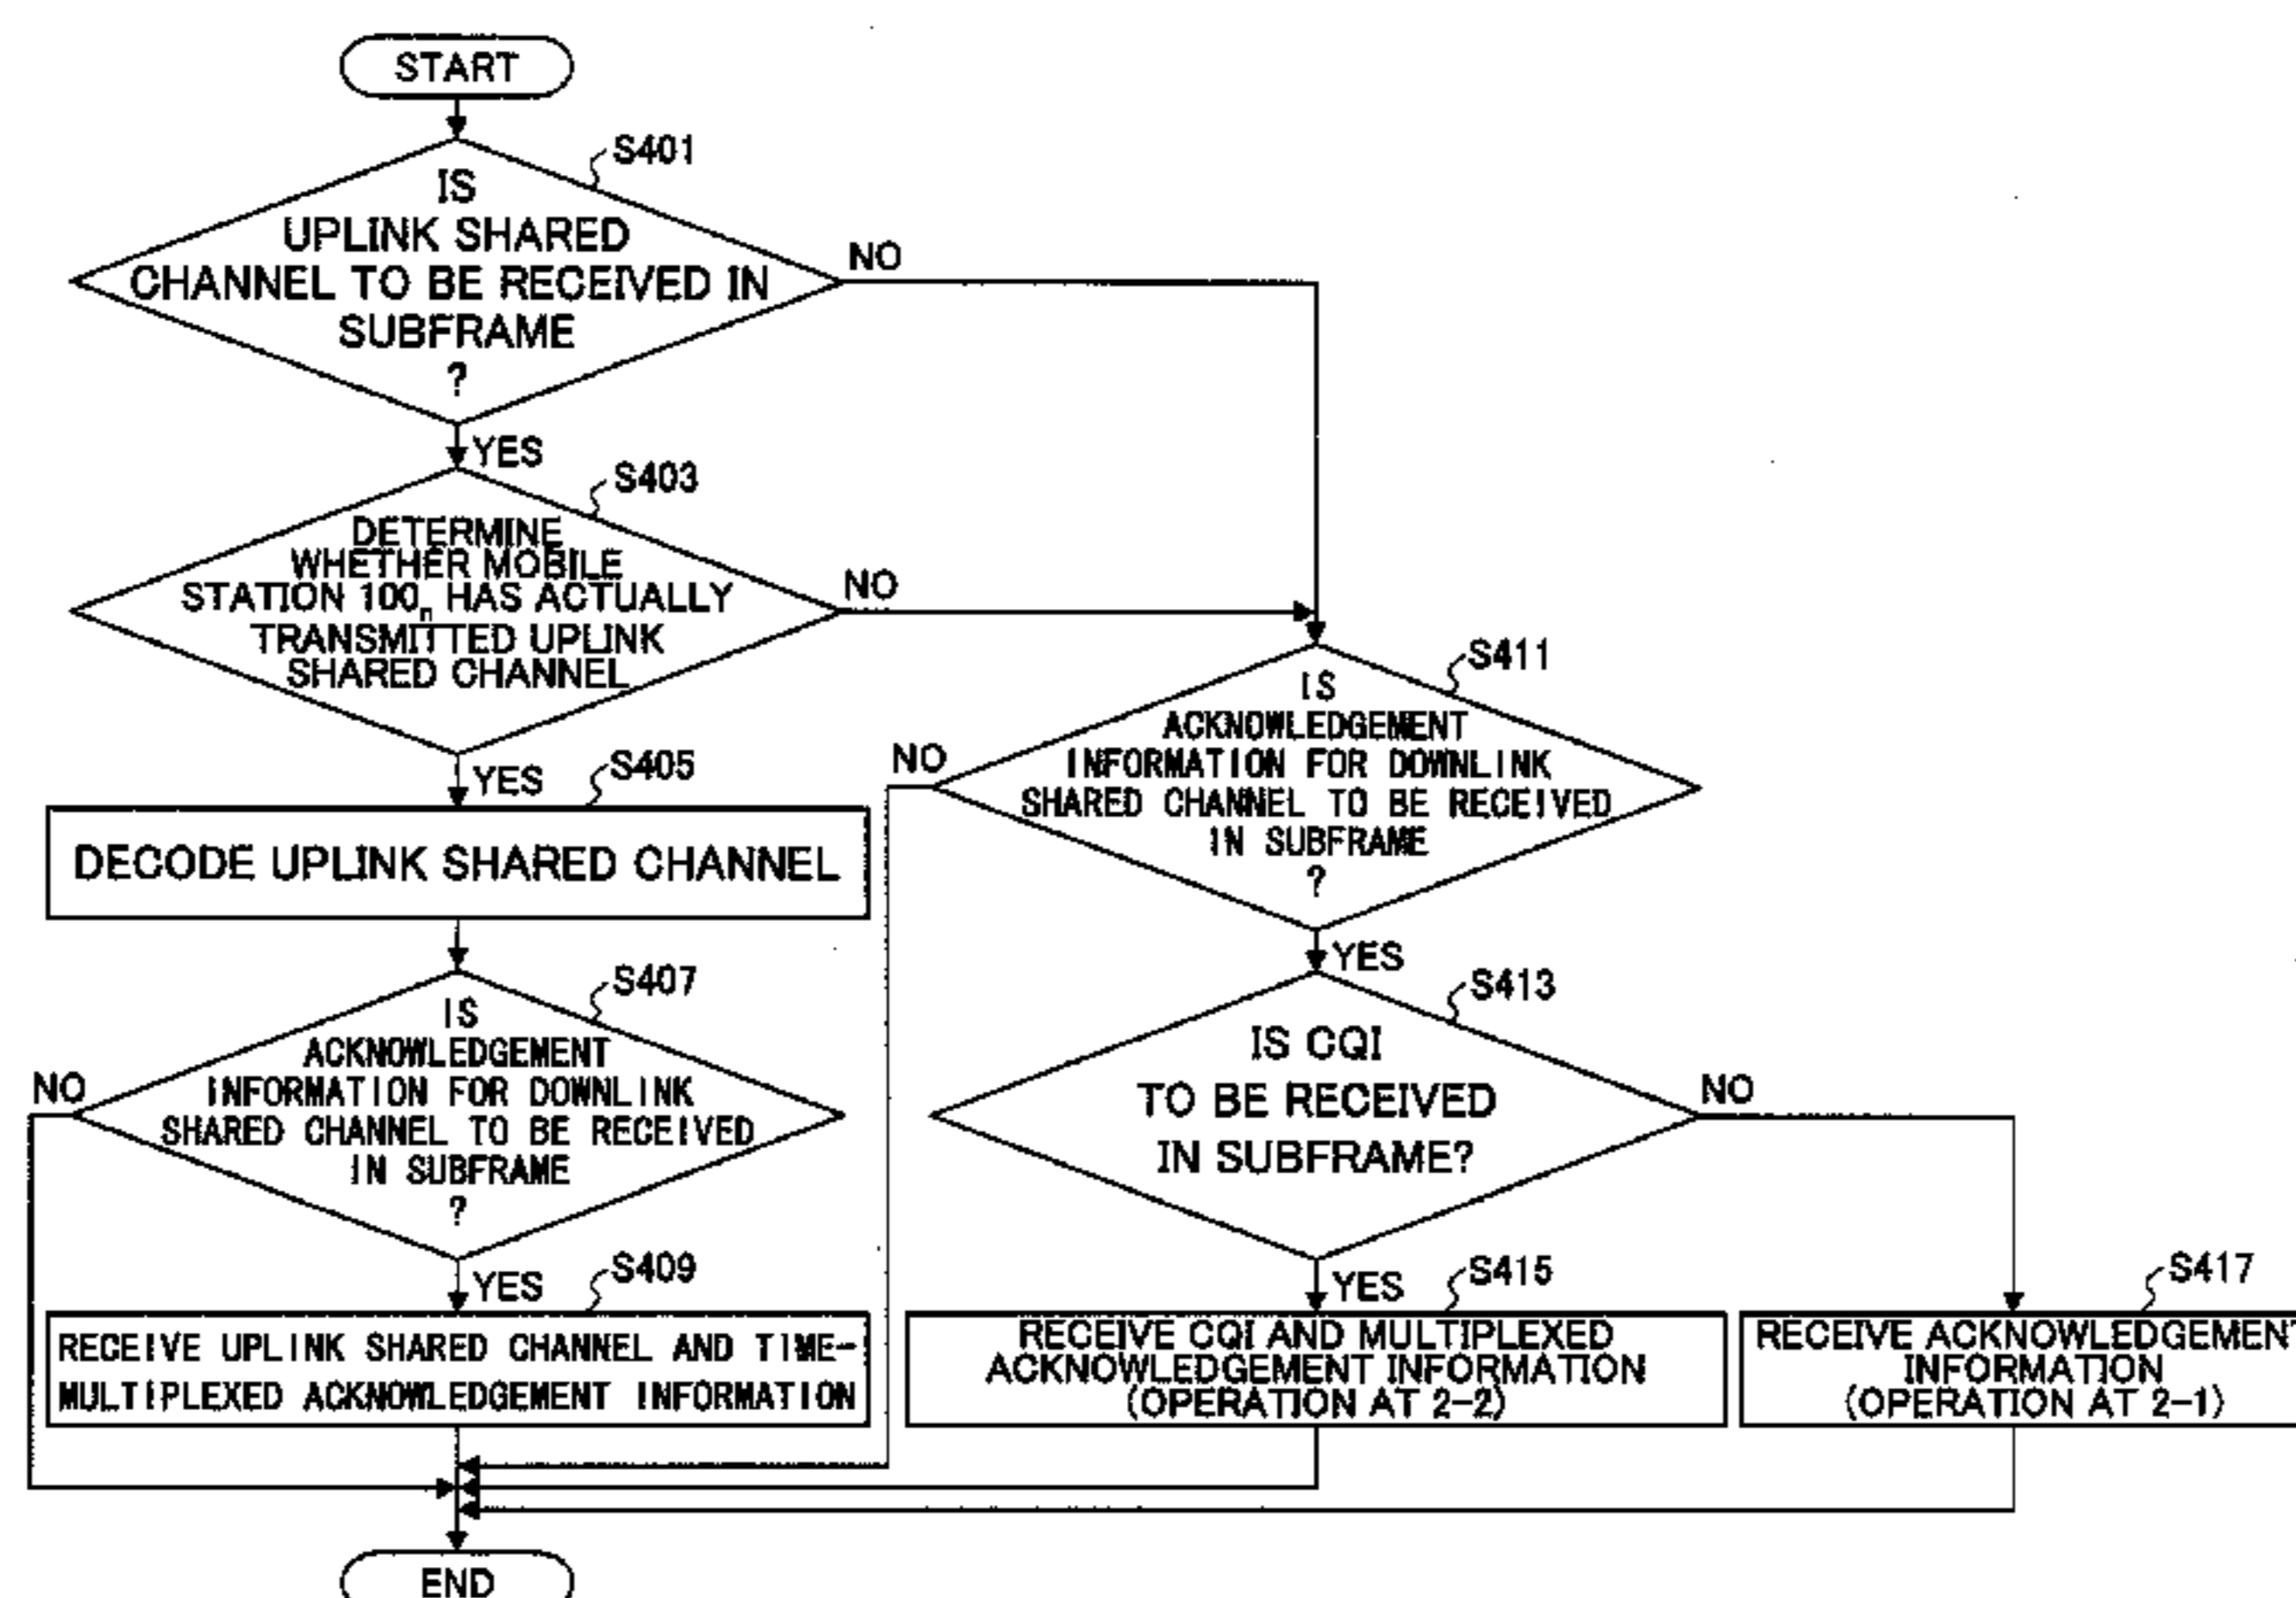 START
S401
IS
UPLINK SHARED
CHANNEL TO BE RECEIVED IN
SUBFRAME
?
NO
YES
S403
DETERMINE
WHETHER MOBILE
STATION 100n HAS ACTUALLY
TRANSMITTED UPLINK
SHARED CHANNEL
NO
YES
S405
DECODE UPLINK SHARED CHANNEL
S407
IS
ACKNOWLEDGEMENT
INFORMATION FOR DOWNLINK
SHARED CHANNEL TO BE RECEIVED
IN SUBFRAME
?
NO
YES
S409
RECEIVE UPLINK SHARED CHANNEL AND TIME-
MULTIPLEXED ACKNOWLEDGEMENT INFORMATION
S411
IS
ACKNOWLEDGEMENT
INFORMATION FOR DOWNLINK
SHARED CHANNEL TO BE RECEIVED
IN SUBFRAME
?
NO
YES
S413
IS CQI
TO BE RECEIVED
IN SUBFRAME?
NO
YES
S415
RECEIVE CQI AND MULTIPLEXED
ACKNOWLEDGEMENT INFORMATION
(OPERATION AT 2-2)
S417
RECEIVE ACKNOWLEDGEMENT
INFORMATION
(OPERATION AT 2-1)
END